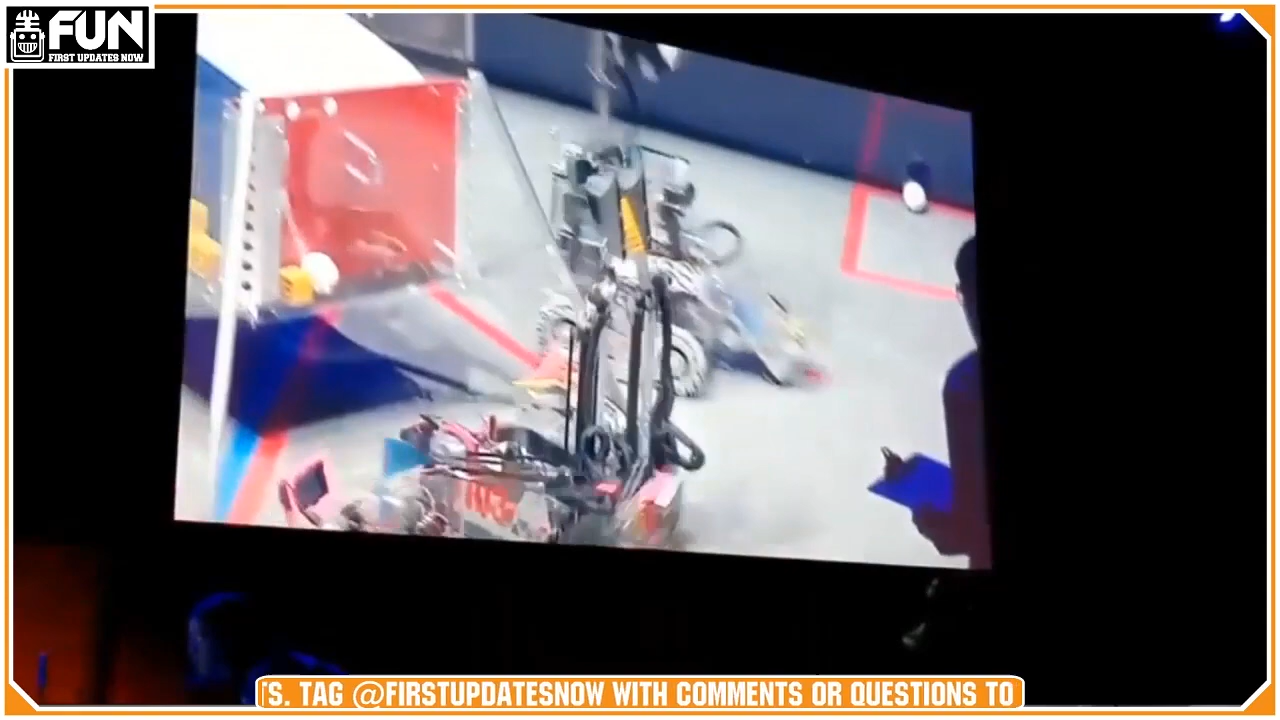 FUN
FIRST UPDATES NOW
'S. TAG @FIRSTUPDATESNOW WITH COMMENTS OR QUESTIONS TO